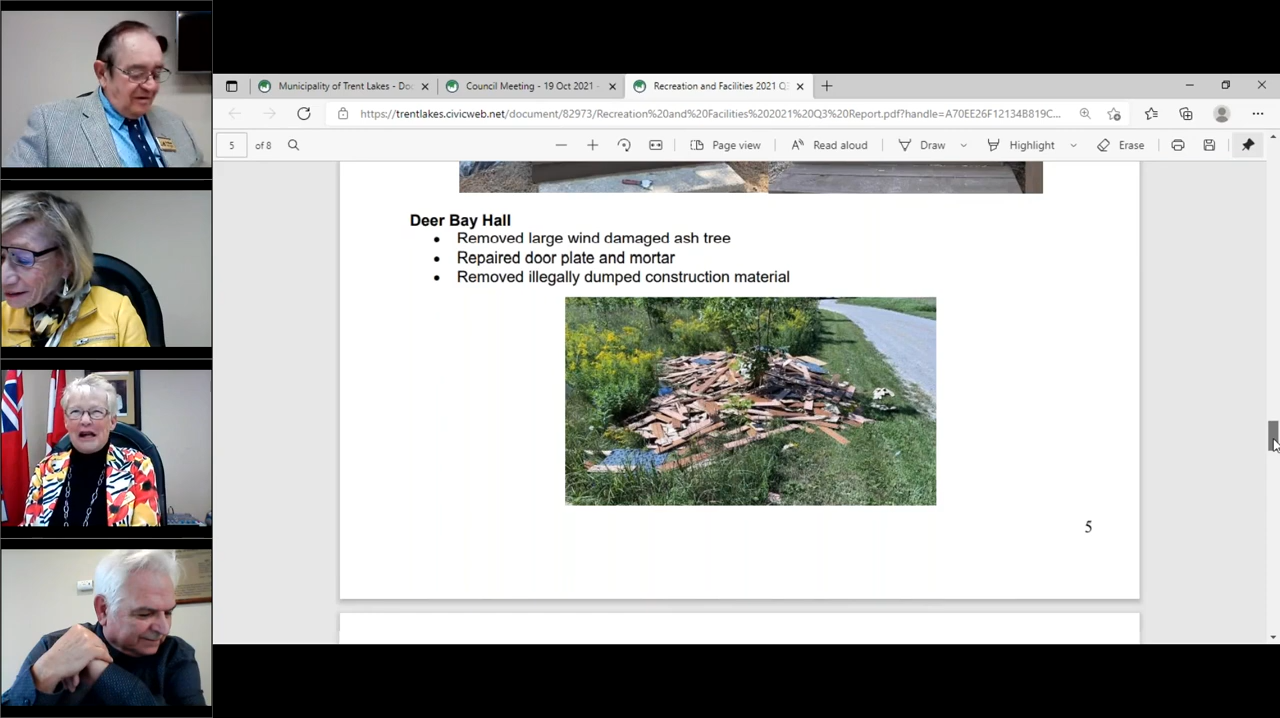 Municipality of Trent Lakes - Doc
Council Meeting - 19 Oct 2021 -
Recreation and Facilities 2021 Q3
https://trentlakes.civicweb.net/document/82973/Recreation%20and%20Facilities%202021%20Q3%20Report.pdf?handle=A70EE26F12134B819C...
5 of 8
Page view
Read aloud
Draw
Highlight
Erase
Deer Bay Hall
• Removed large wind damaged ash tree
• Repaired door plate and mortar
• Removed illegally dumped construction material
5